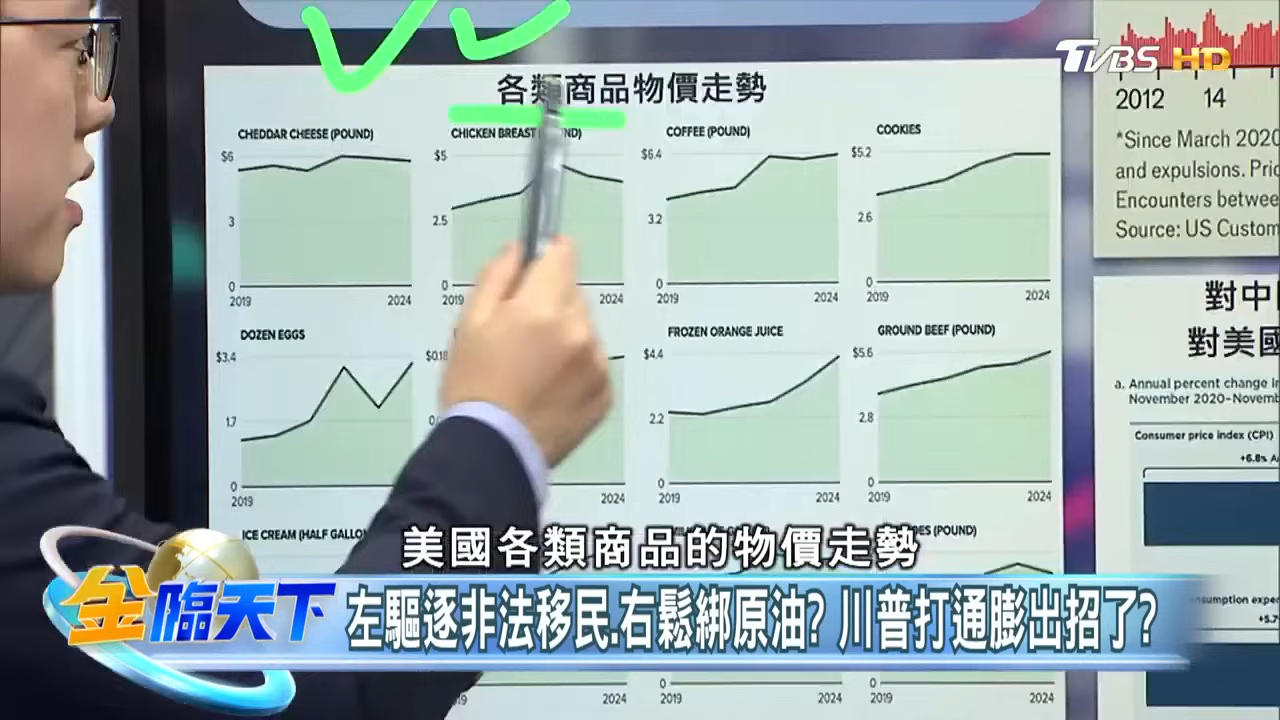 各類商品物價走勢
CHEDDAR CHEESE (POUND)
$6
3
0
2019 2024
CHICKEN BREAST
$5
2.5
0
2019 2024
COFFEE (POUND)
$6.4
3.2
0
2019 2024
COOKIES
$5.2
2.6
0
2019 2024
DOZEN EGGS
$3.4
1.7
0
2019 2024
$0.18
2024
FROZEN ORANGE JUICE
$4.4
2.2
0
2019 2024
GROUND BEEF (POUND)
$5.6
2.8
0
2019 2024
ICE CREAM (HALF
(POUND)
0
2024
0
2019 2024
0
2019 2024
TVBS HD
2012 14
*Since March 2020
and expulsions.
Encounters
Source: US
對中
對美
a. Annual percent change
November 2020-
Consumer price index (CPI)
+6.8%
美國各類商品的物價走勢
金臨天下
左驅逐非法移民.右鬆綁原油? 川普打通膨出招了?